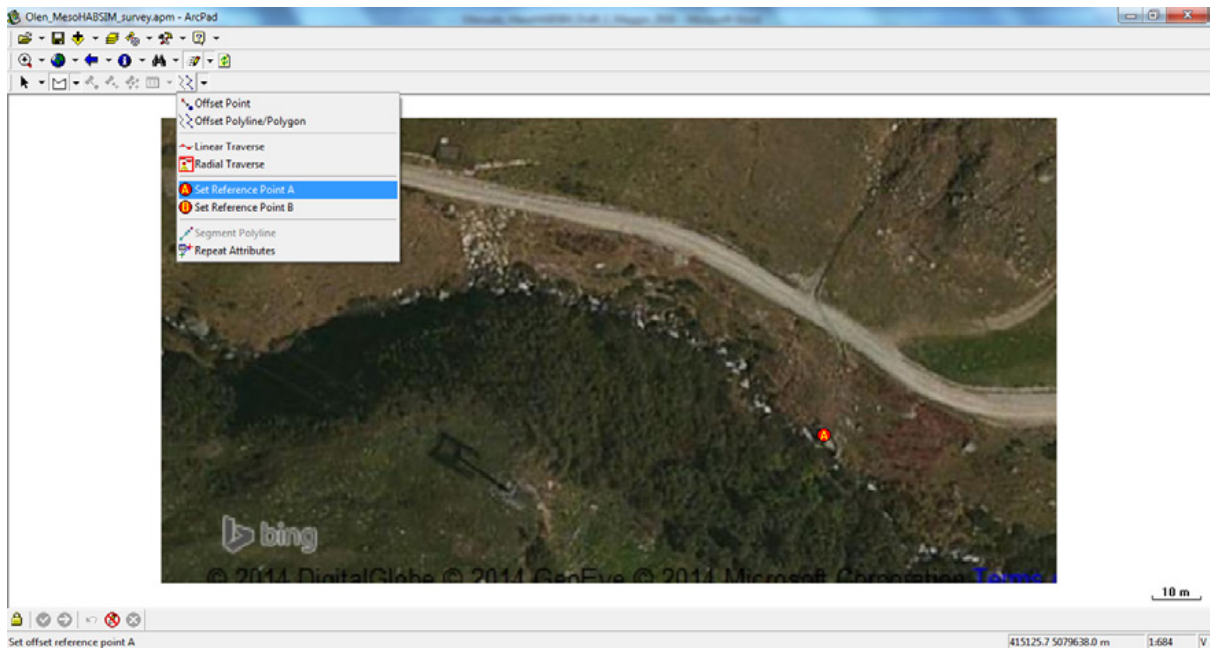 Olen_MesoHABSIM_survey.apm - ArcPad
Offset Point
Offset Polyline/Polygon
Linear Traverse
Radial Traverse
A Set Reference Point A
B Set Reference Point B
Segment Polyline
Repeat Attributes
A
bing
© 2014 DigitalGlobe © 2014 GeoEye © 2014 Microsoft Corporation Terms
10 m
Set offset reference point A
415125.7 5079638.0 m
1:684
V